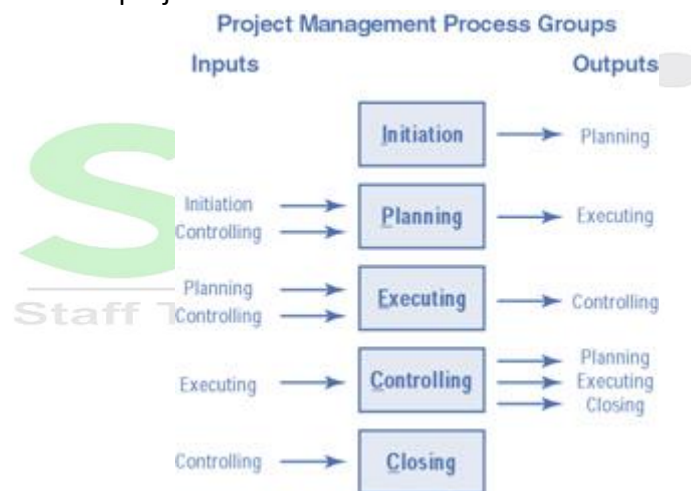 Project Management Process Groups
Inputs Outputs
Initiation Planning
Initiation
Controlling
Planning Executing
Planning
Controlling
Executing Controlling
Executing
Controlling
Planning
Executing
Closing
Controlling
Closing
Staff